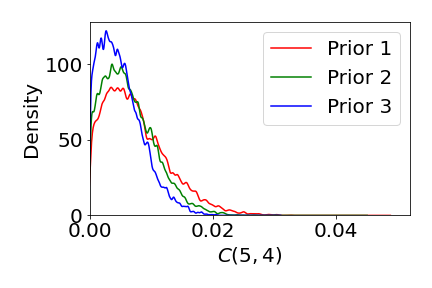 Prior 1
Prior 2
Prior 3
Density
100
50
0
0.00 0.02 0.04
C(5, 4)